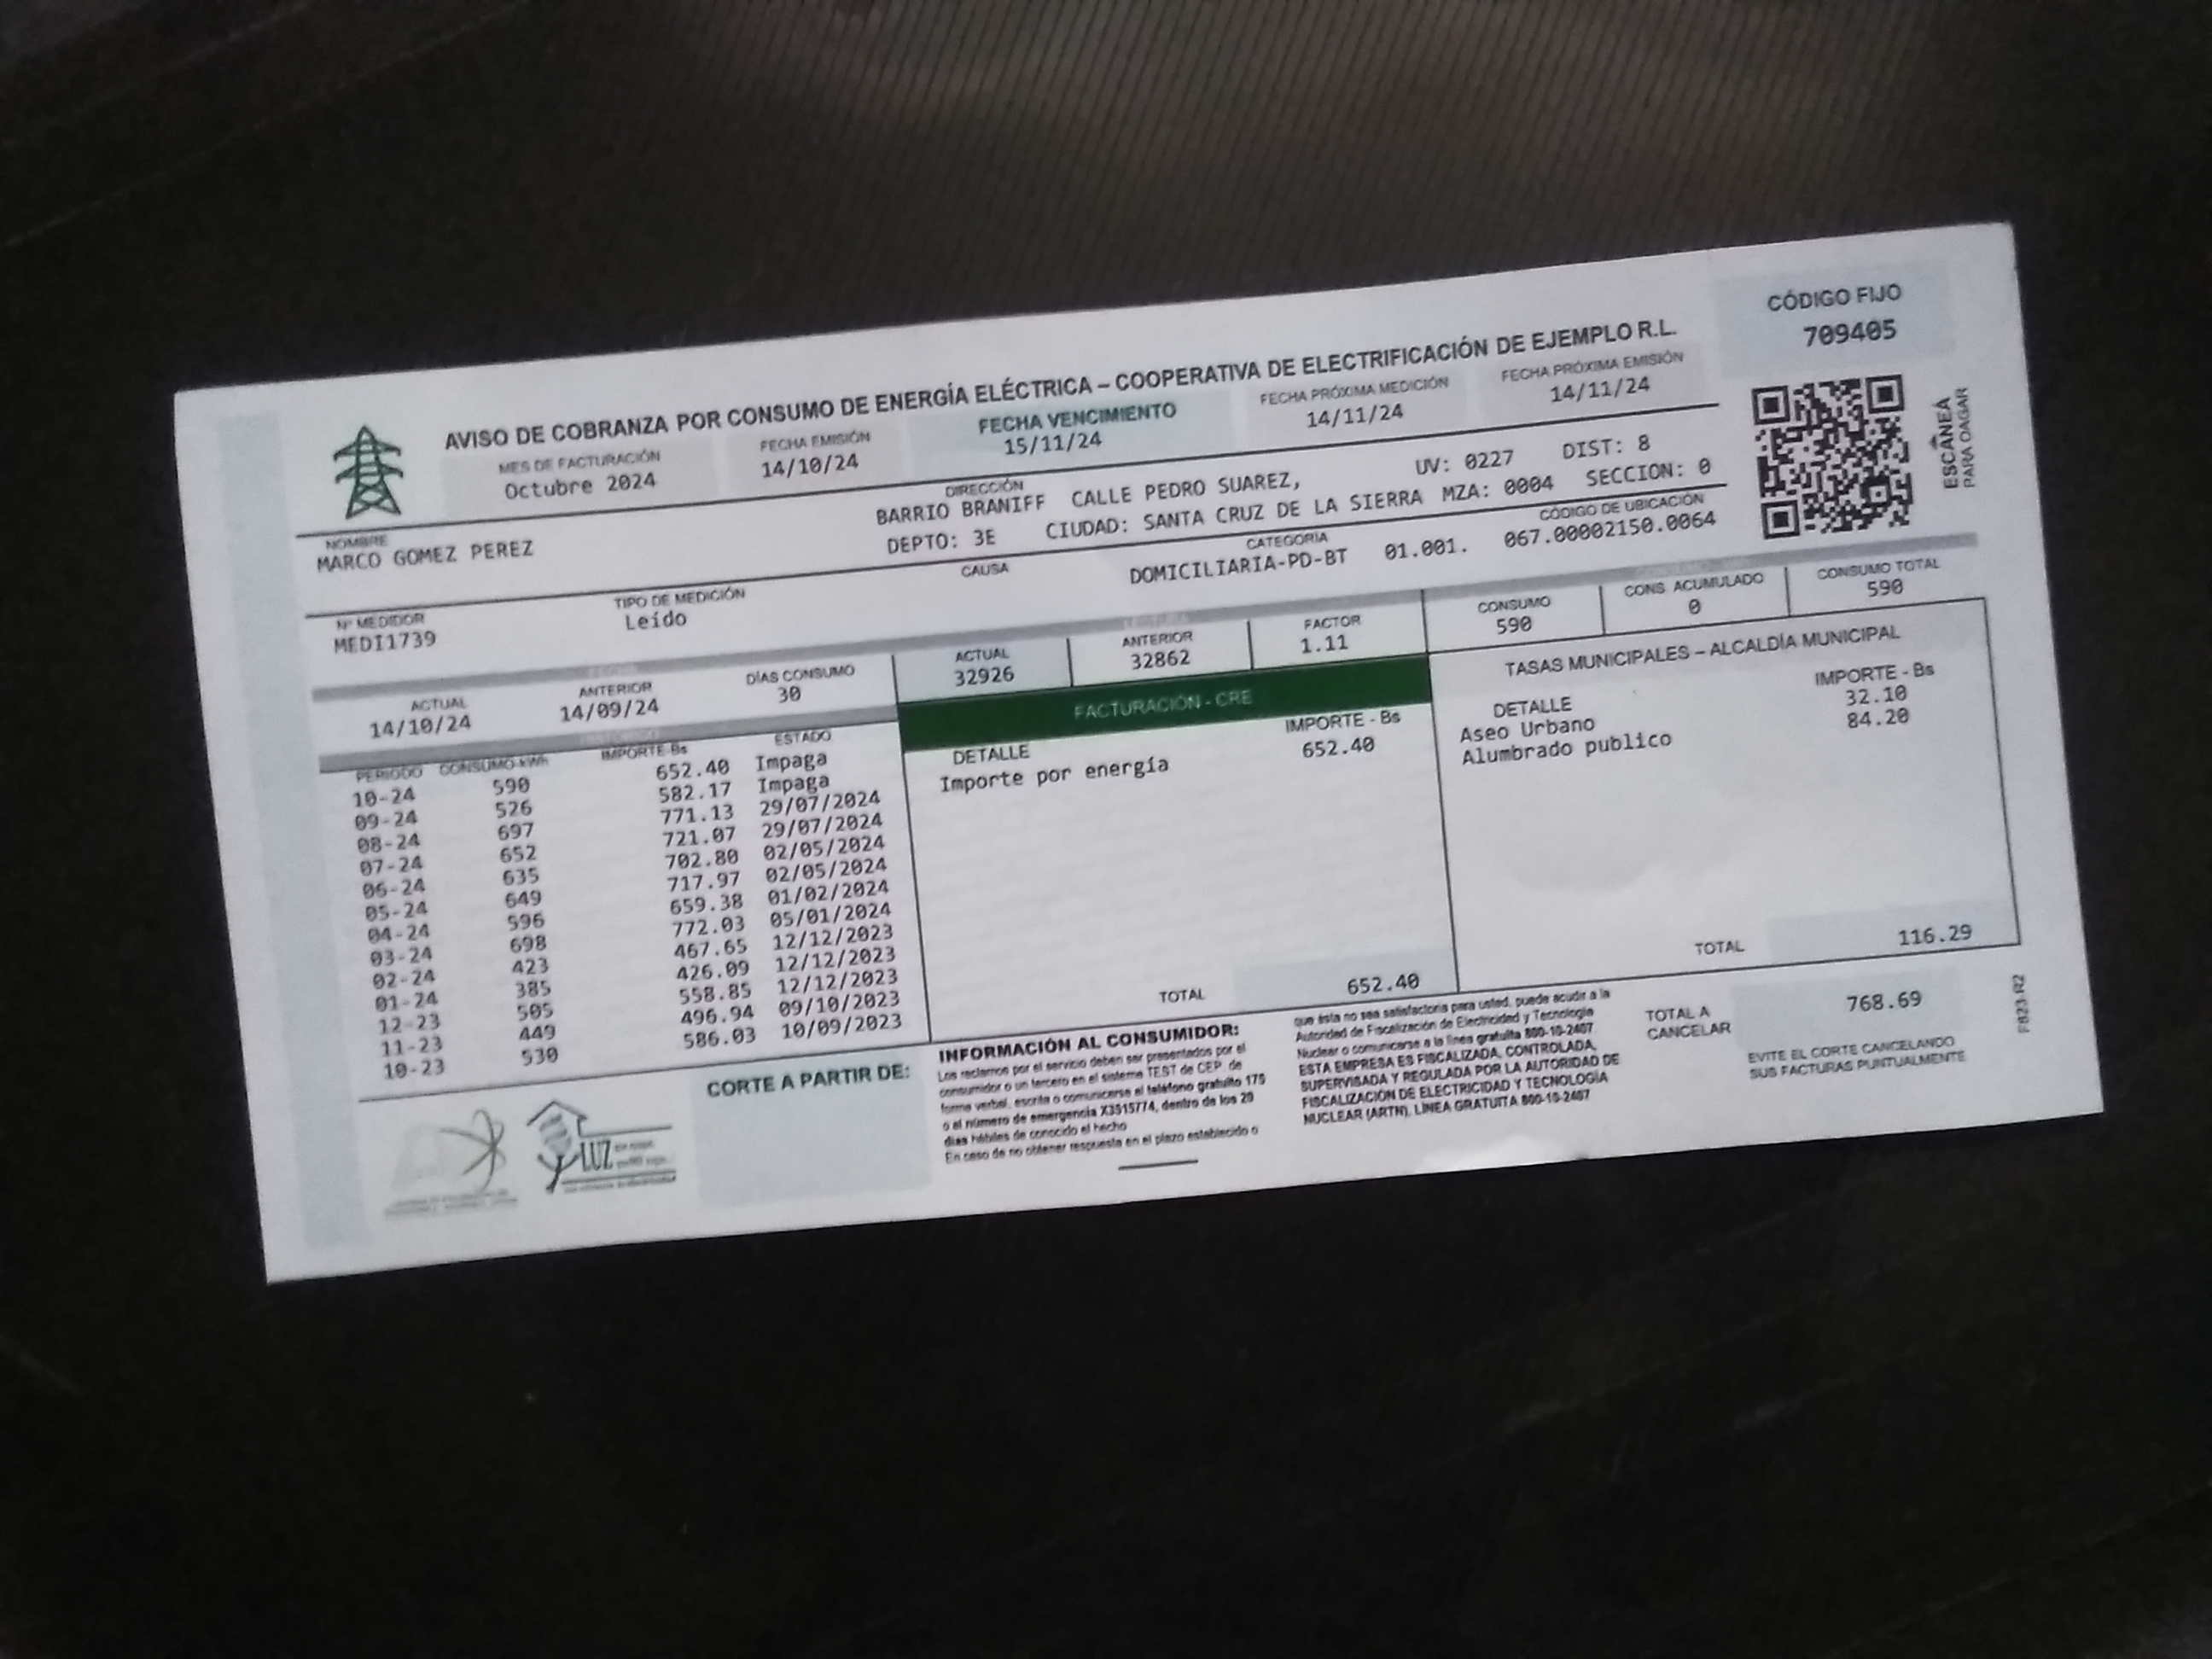 AVISO DE COBRANZA POR CONSUMO DE ENERGÍA ELÉCTRICA – COOPERATIVA DE ELECTRIFICACIÓN DE EJEMPLO R.L.
CÓDIGO FIJO
709405
MES DE FACTURACIÓN
Octubre 2024
FECHA EMISIÓN
14/10/24
FECHA VENCIMIENTO
15/11/24
FECHA PRÓXIMA MEDICIÓN
14/11/24
FECHA PRÓXIMA EMISIÓN
14/11/24
ESCANEA
PARA
NOMBRE
MARCO GOMEZ PEREZ
DIRECCIÓN
BARRIO BRANIFF CALLE PEDRO SUAREZ, UV: 0227 DIST: 8
DEPTO: 3E CIUDAD: SANTA CRUZ DE LA SIERRA MZA: 0004 SECCION: 0
Nº MEDIDOR
MEDI1739
TIPO DE MEDICIÓN
Leído
CAUSA
CATEGORÍA
DOMICILIARIA-PD-BT
CÓDIGO DE UBICACIÓN
01.001. 067.00002150.0064
ACTUAL
14/10/24
ANTERIOR
14/09/24
DÍAS CONSUMO
30
ACTUAL
32926
ANTERIOR
32862
FACTOR
1.11
CONSUMO
590
CONS. ACUMULADO
0
CONSUMO TOTAL
590
PERIODO CONSUMO-kWh IMPORTE-Bs ESTADO
10-24 590 652.40 Impaga
09-24 526 582.17 Impaga
08-24 697 771.13 29/07/2024
07-24 652 721.07 29/07/2024
06-24 635 702.80 02/05/2024
05-24 649 717.97 02/05/2024
04-24 596 659.38 01/02/2024
03-24 698 772.03 05/01/2024
02-24 423 467.65 12/12/2023
01-24 385 426.09 12/12/2023
12-23 505 558.85 12/12/2023
11-23 449 496.94 09/10/2023
10-23 530 586.03 10/09/2023
FACTURACIÓN - CRE
DETALLE IMPORTE - Bs
Importe por energía 652.40
TOTAL 652.40
TASAS MUNICIPALES – ALCALDÍA MUNICIPAL
DETALLE IMPORTE - Bs
Aseo Urbano 32.10
Alumbrado publico 84.20
TOTAL 116.29
LUZ
CORTE A PARTIR DE:
INFORMACIÓN AL CONSUMIDOR:
Los reclamos por el servicio deben ser presentados por el
consumidor o un tercero en el sistema TEST de CEP, de
forma verbal, escrita o comunicarse al teléfono gratuito 175
o al número de emergencia X3515774, dentro de los 20
días hábiles de conocido el hecho
En caso de no obtener respuesta en el plazo establecido o
que ésta no sea satisfactoria para usted, puede acudir a la
Autoridad de Fiscalización de Electricidad y Tecnología
Nuclear o comunicarse a la línea gratuita 800-10-2407
ESTA EMPRESA ES FISCALIZADA, CONTROLADA,
SUPERVISADA Y REGULADA POR LA AUTORIDAD DE
FISCALIZACIÓN DE ELECTRICIDAD Y TECNOLOGÍA
NUCLEAR (ARTN), LÍNEA GRATUITA 800-10-2407
TOTAL A
CANCELAR
768.69
EVITE EL CORTE CANCELANDO
SUS FACTURAS PUNTUALMENTE
F823 R2